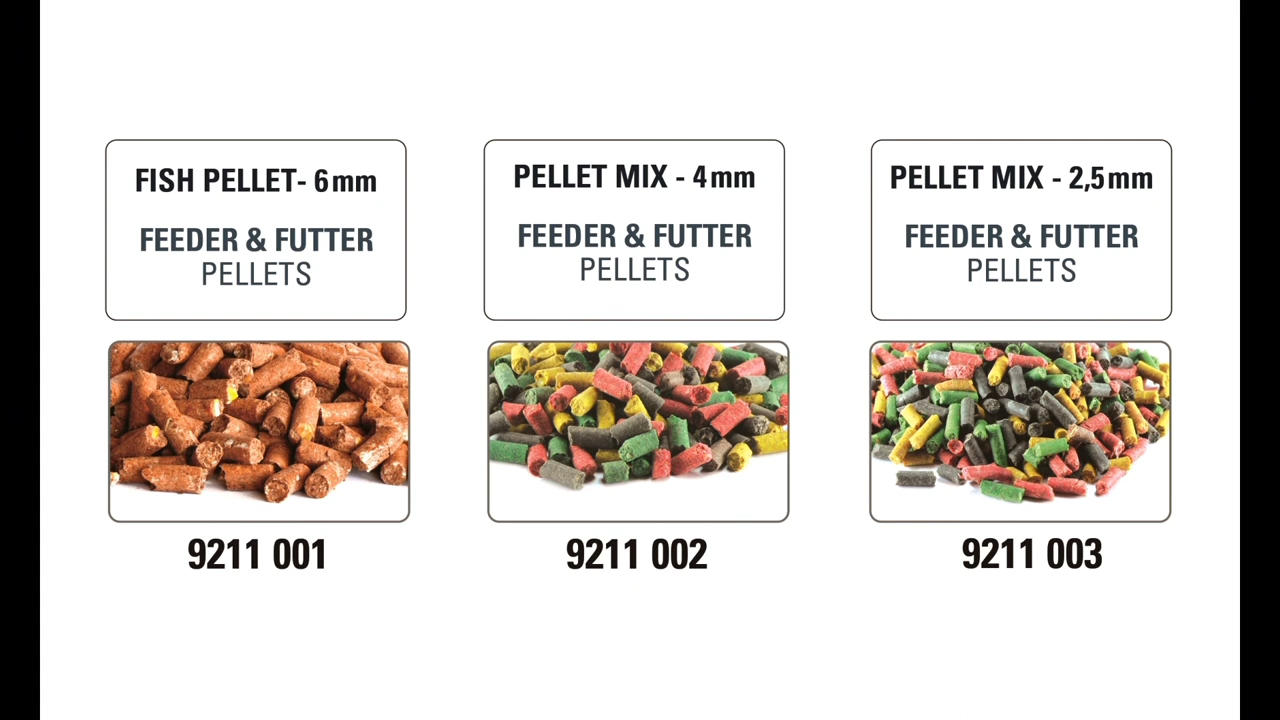 FISH PELLET- 6mm
FEEDER & FUTTER
PELLETS
9211 001
PELLET MIX - 4mm
FEEDER & FUTTER
PELLETS
9211 002
PELLET MIX - 2,5mm
FEEDER & FUTTER
PELLETS
9211 003